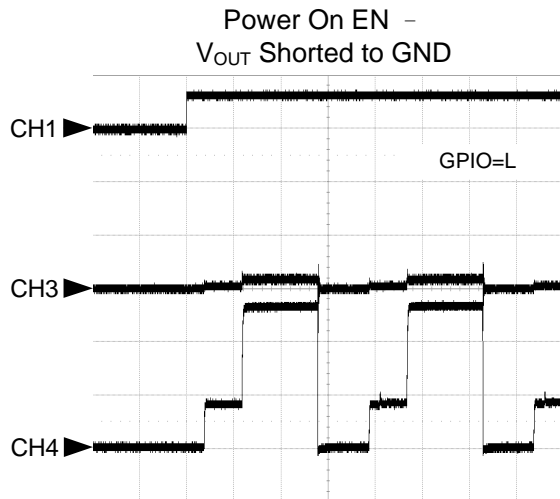 Power On EN –
VOUT Shorted to GND
CH1
GPIO=L
CH3
CH4